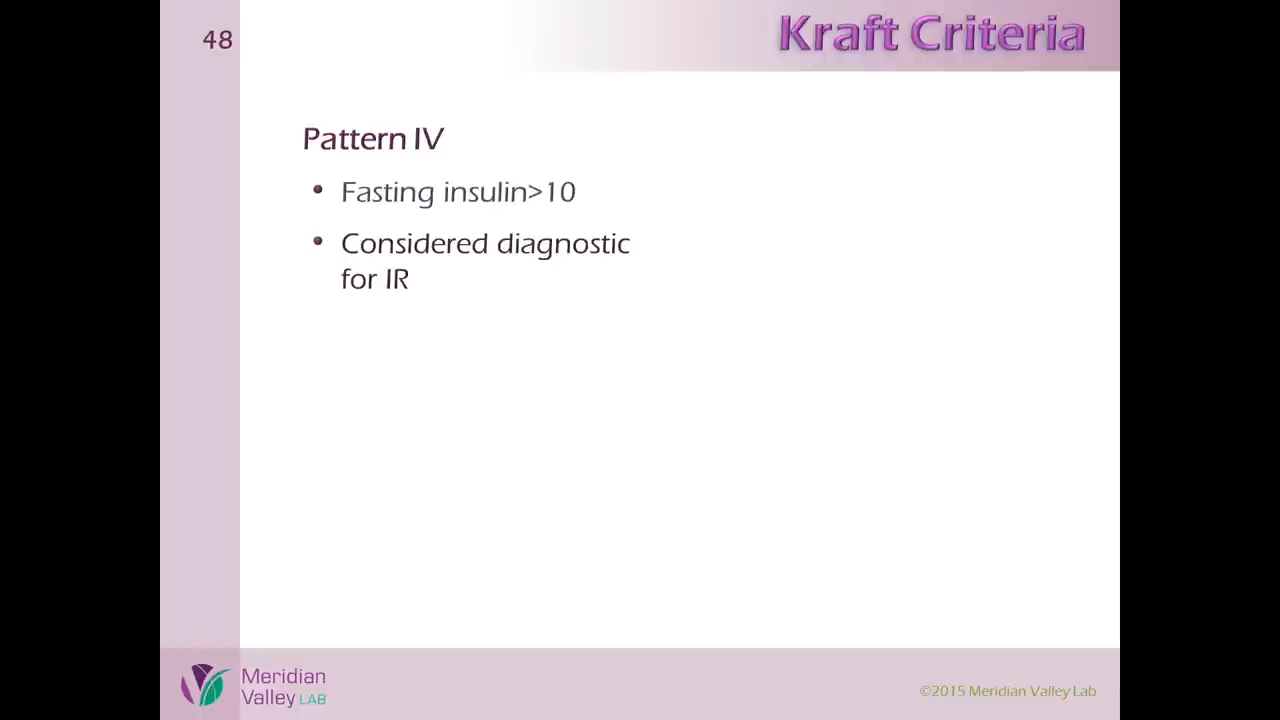 48
Kraft Criteria
Pattern IV
• Fasting insulin>10
• Considered diagnostic
for IR
Meridian
Valley LAB
©2015 Meridian Valley Lab